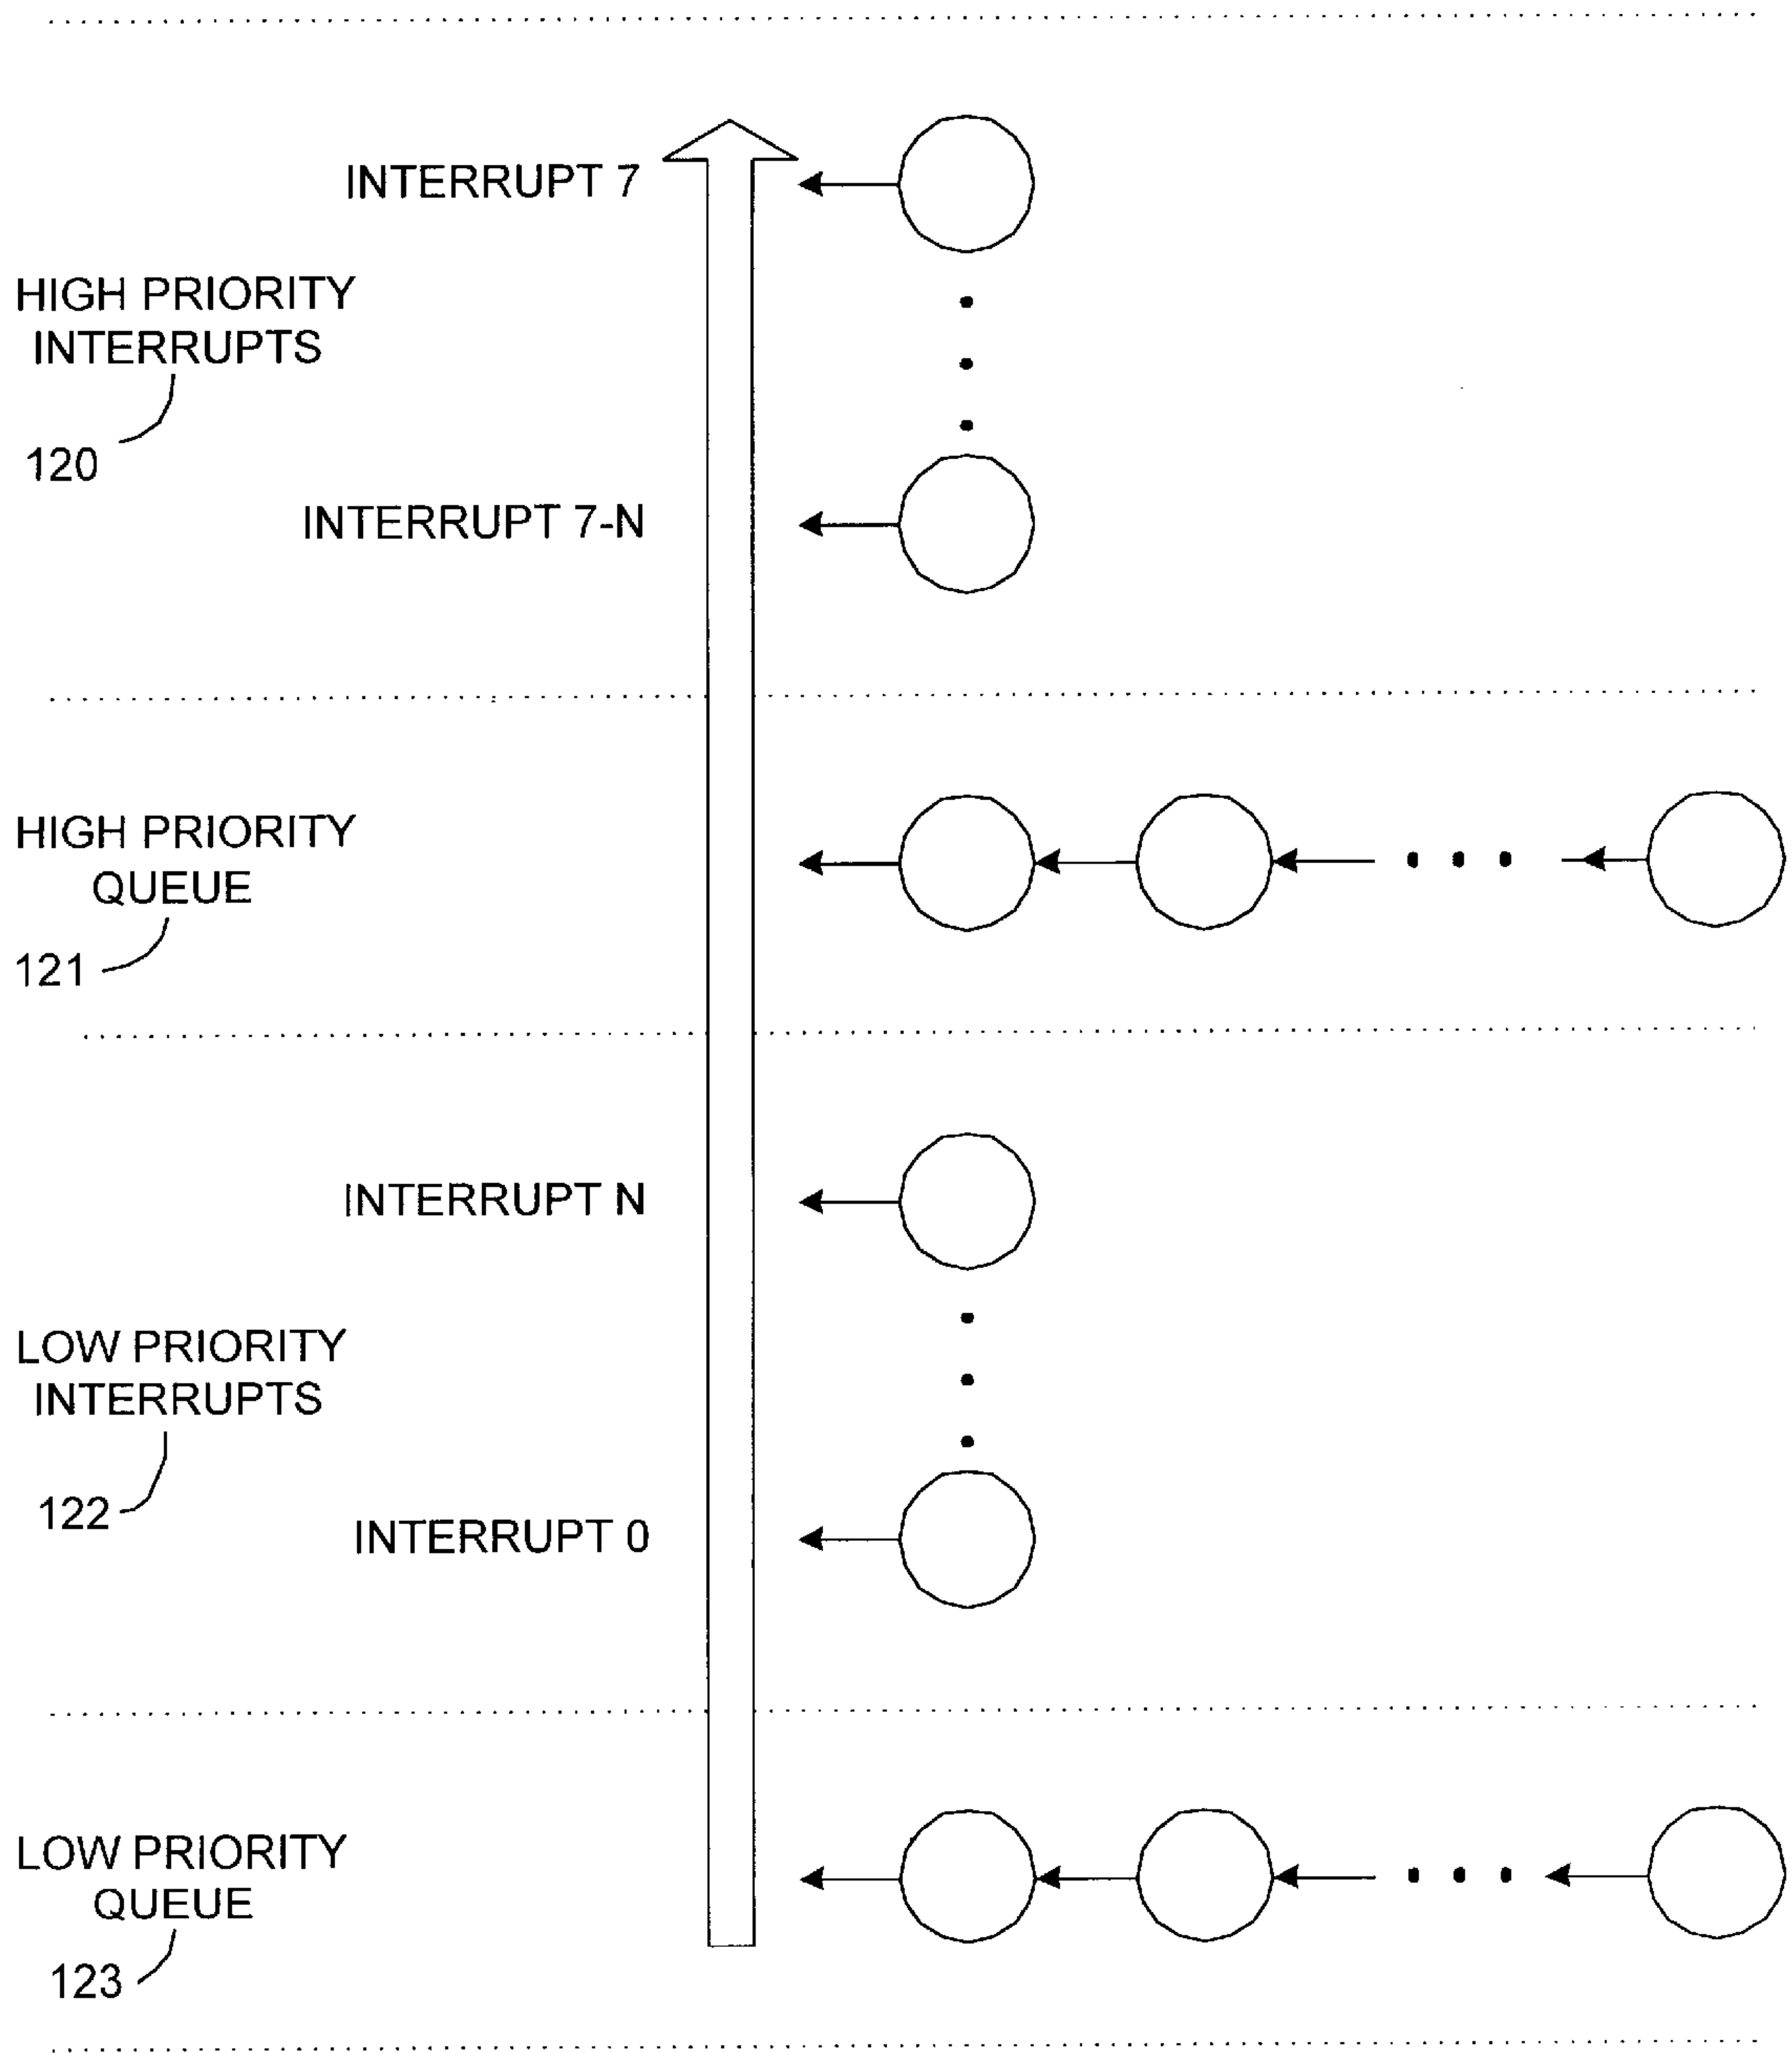 INTERRUPT 7
HIGH PRIORITY
INTERRUPTS
120
INTERRUPT 7-N
HIGH PRIORITY
QUEUE
121
INTERRUPT N
LOW PRIORITY
INTERRUPTS
122
INTERRUPT 0
LOW PRIORITY
QUEUE
123